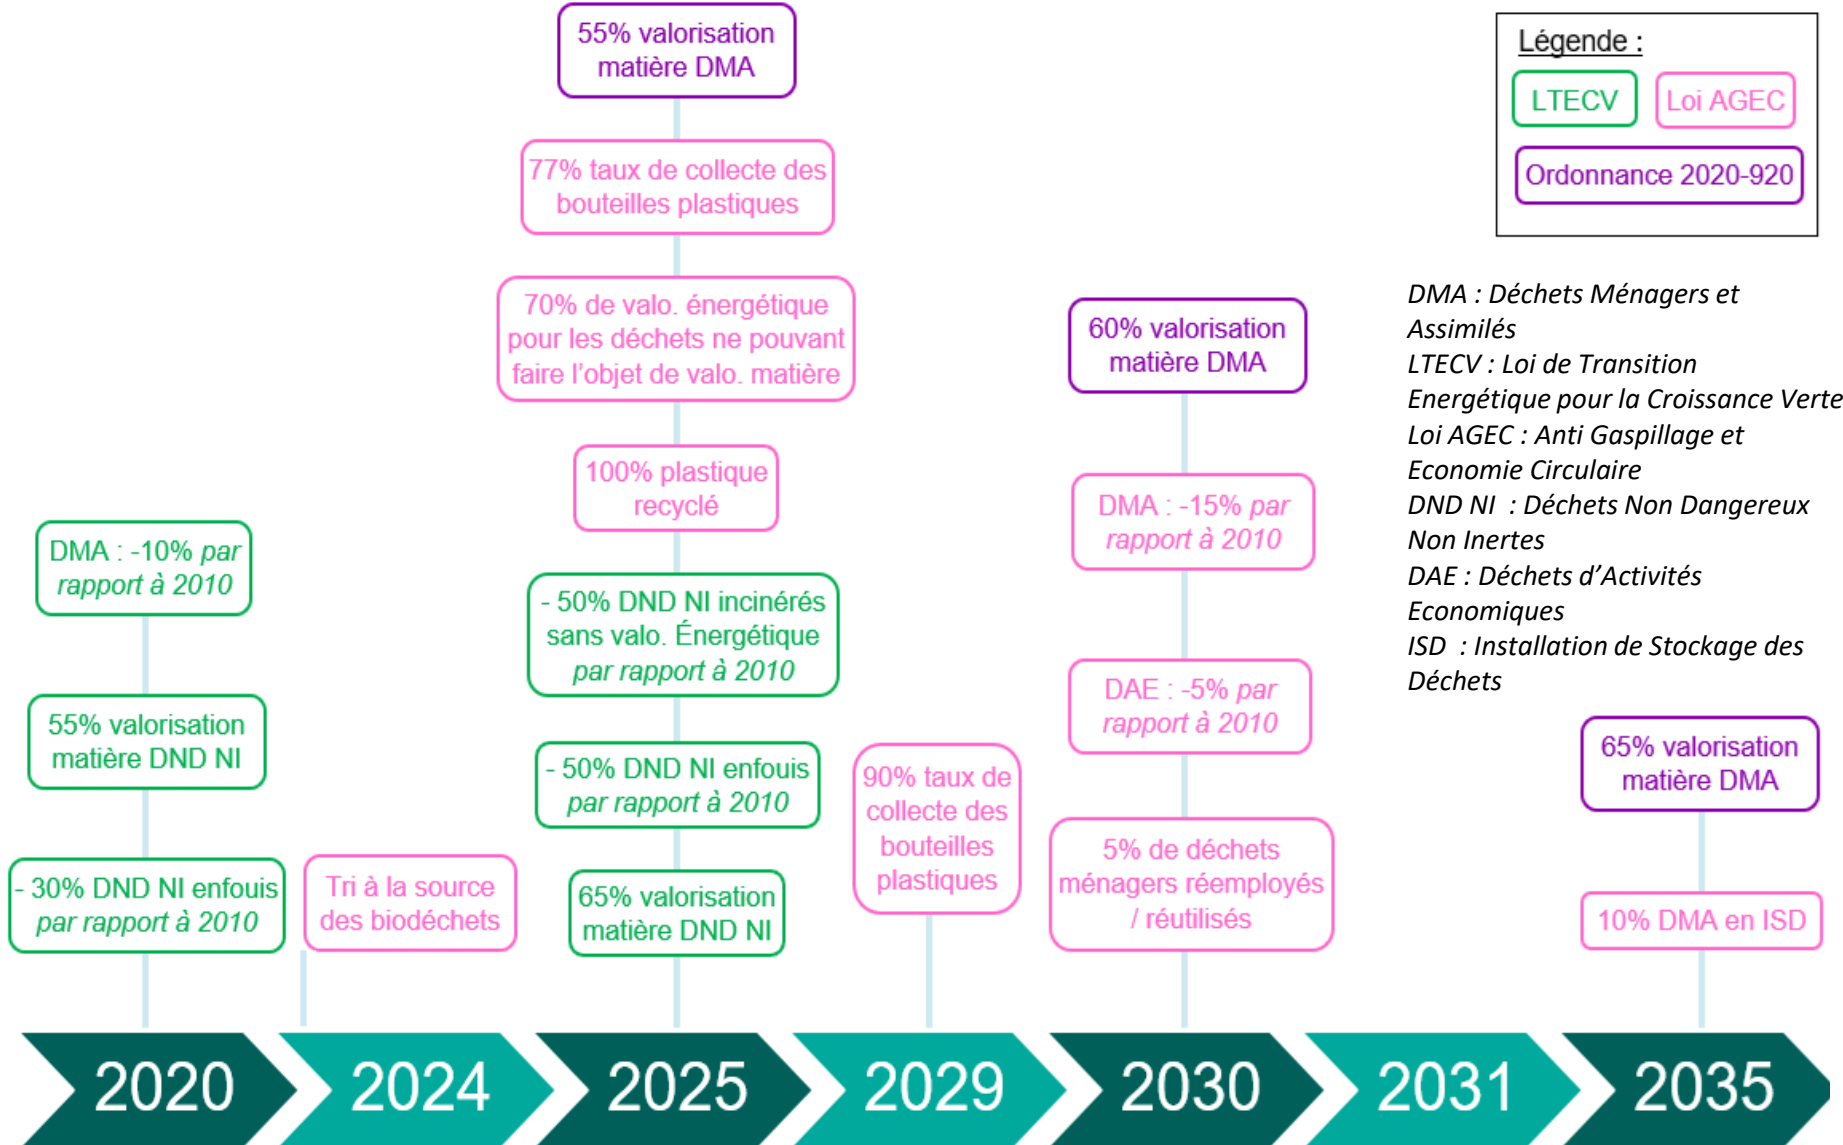 55% valorisation
matière DMA
77% taux de collecte des
bouteilles plastiques
70% de valo. énergétique
pour les déchets ne pouvant
faire l'objet de valo. matière
100% plastique
recyclé
- 50% DND NI incinérés
sans valo. Énergétique
par rapport à 2010
- 50% DND NI enfouis
par rapport à 2010
65% valorisation
matière DND NI
DMA : -10% par
rapport à 2010
55% valorisation
matière DND NI
- 30% DND NI enfouis
par rapport à 2010
Tri à la source
des biodéchets
90% taux de
collecte des
bouteilles
plastiques
60% valorisation
matière DMA
DMA : -15% par
rapport à 2010
DAE : -5% par
rapport à 2010
5% de déchets
ménagers réemployés
/ réutilisés
65% valorisation
matière DMA
10% DMA en ISD
Légende :
LTECV
Loi AGEC
Ordonnance 2020-920
DMA : Déchets Ménagers et
Assimilés
LTECV : Loi de Transition
Energétique pour la Croissance Verte
Loi AGEC : Anti Gaspillage et
Economie Circulaire
DND NI  : Déchets Non Dangereux
Non Inertes
DAE : Déchets d'Activités
Economiques
ISD  : Installation de Stockage des
Déchets
2020
2024
2025
2029
2030
2031
2035